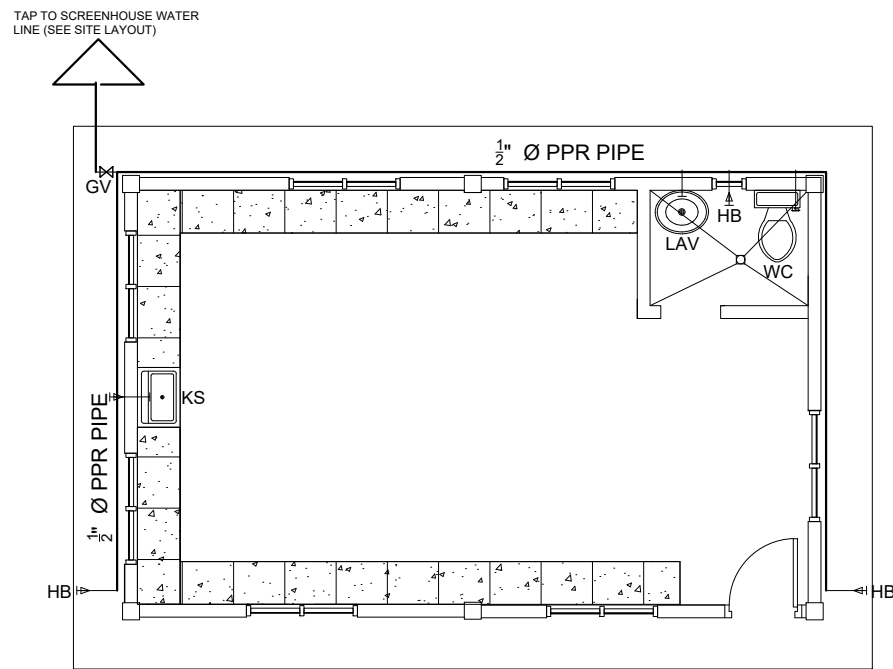 TAP TO SCREENHOUSE WATER
LINE (SEE SITE LAYOUT)
1/2" Ø PPR PIPE
GV
HB
LAV
WC
KS
1/2" Ø PPR PIPE
HB
HB